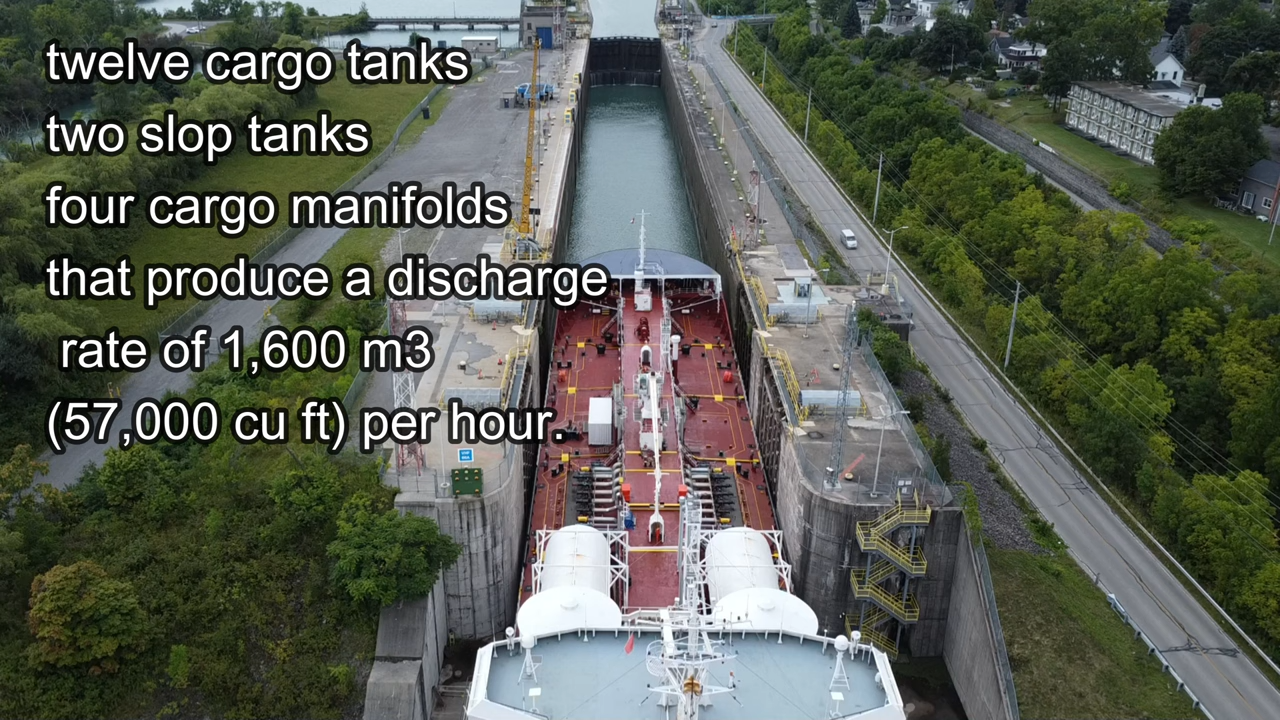 twelve cargo tanks
two slop tanks
four cargo manifolds
that produce a discharge
rate of 1,600 m3
(57,000 cu ft) per hour.